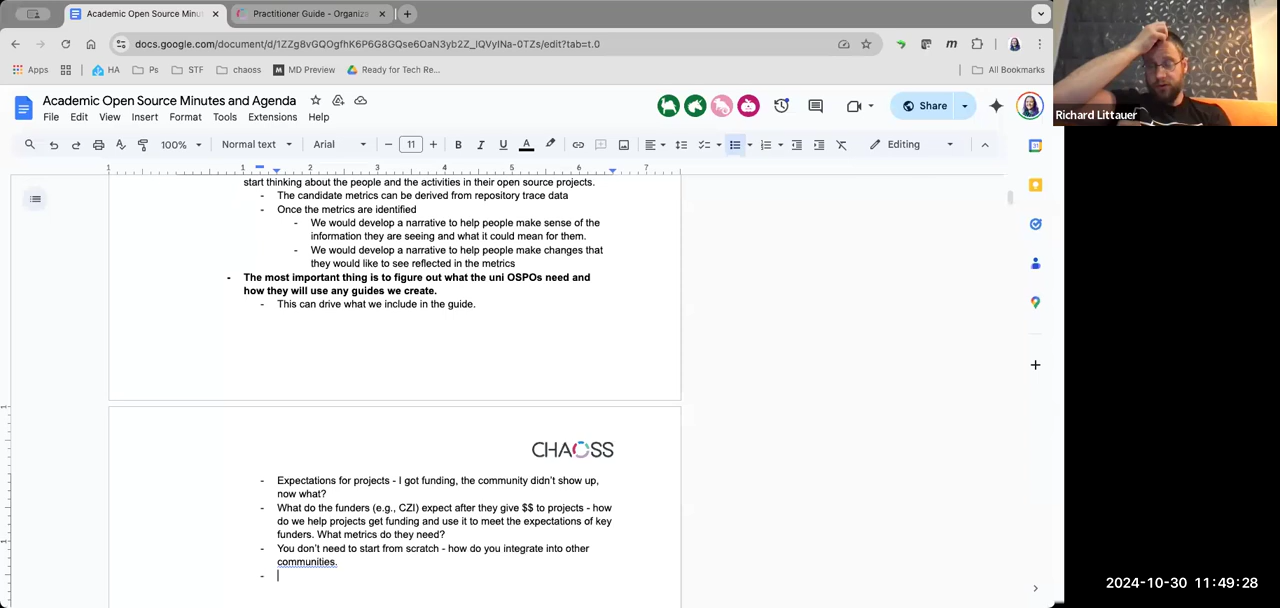 Academic Open Source Minut
Practitioner Guide - Organiza
docs.google.com/document/d/1ZZg8vGQOgfhK6P6G8GQse6OaN3yb2Z_lQVylNa-0TZs/edit?tab=t.0
Apps
HA
Ps
STF
chaoss
M MD Preview
Ready for Tech Re...
All Bookmarks
Richard Littauer
Academic Open Source Minutes and Agenda
File Edit View Insert Format Tools Extensions Help
Share
100% Normal text Arial 11 B I U A Editing
1 1 2 3 4 5 6 7
start thinking about the people and the activities in their open source projects.
- The candidate metrics can be derived from repository trace data
- Once the metrics are identified
- We would develop a narrative to help people make sense of the
information they are seeing and what it could mean for them.
- We would develop a narrative to help people make changes that
they would like to see reflected in the metrics
- The most important thing is to figure out what the uni OSPOs need and
how they will use any guides we create.
- This can drive what we include in the guide.
CHAOSS
- Expectations for projects - I got funding, the community didn't show up,
now what?
- What do the funders (e.g., CZI) expect after they give $$ to projects - how
do we help projects get funding and use it to meet the expectations of key
funders. What metrics do they need?
- You don't need to start from scratch - how do you integrate into other
communities.
-
2024-10-30 11:49:28